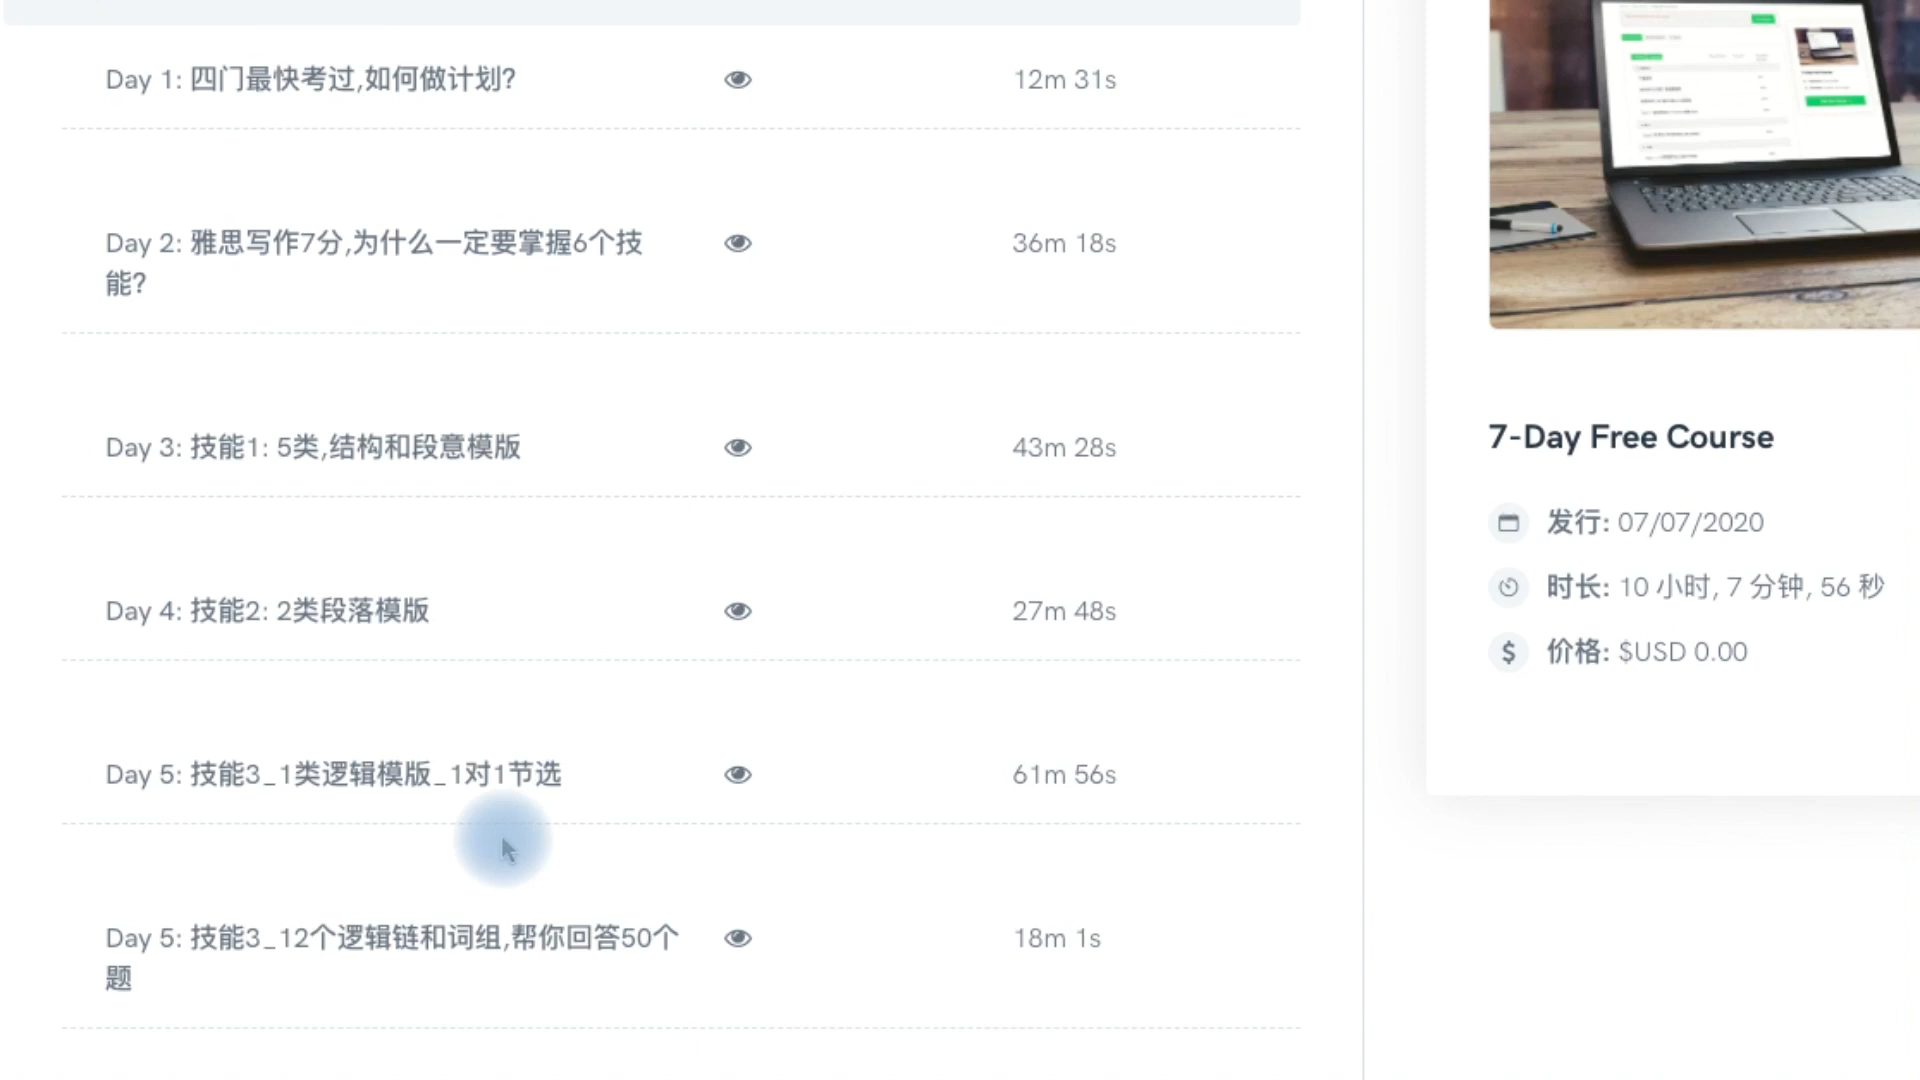 Day 1: 四门最快考过,如何做计划?
12m 31s
Day 2: 雅思写作7分,为什么一定要掌握6个技
能?
36m 18s
Day 3: 技能1: 5类,结构和段意模版
43m 28s
Day 4: 技能2: 2类段落模版
27m 48s
Day 5: 技能3_1类逻辑模版_1对1节选
61m 56s
Day 5: 技能3_12个逻辑链和词组,帮你回答50个
题
18m 1s
7-Day Free Course
发行: 07/07/2020
时长: 10 小时, 7 分钟, 56 秒
价格: $USD 0.00